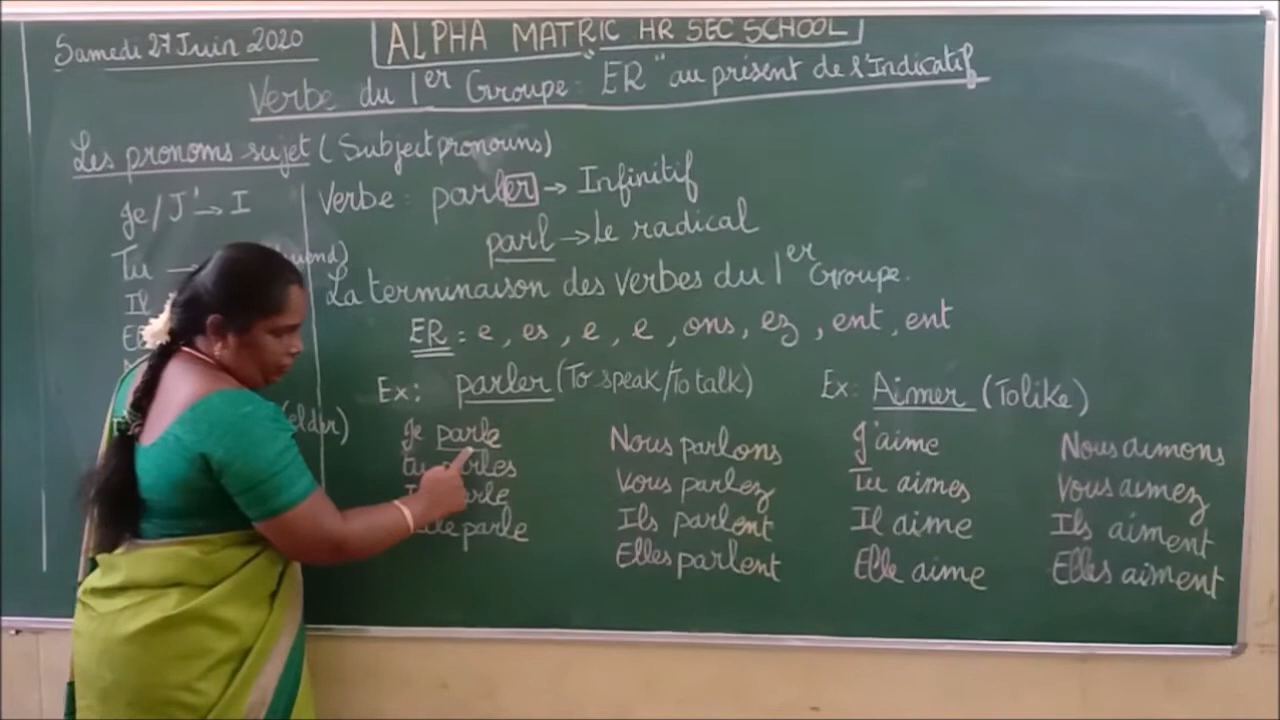 Samedi 27 Juin 2020
ALPHA MATRIC HR SEC SCHOOL
Verbe du 1er Groupe: "ER" au présent de l'Indicatif
Les pronoms sujet (Subject pronouns)
Je/J' → I
Tu →
Il
(elder)
Verbe: parler → Infinitif
parl → Le radical
La terminaison des verbes du 1er Groupe.
ER: e, es, e, e, ons, ez, ent, ent
Ex: parler (To speak/To talk)
Je parle
Tu parles
parle
Elle parle
Nous parlons
Vous parlez
Ils parlent
Elles parlent
Ex: Aimer (To like)
J'aime
Tu aimes
Il aime
Elle aime
Nous aimons
Vous aimez
Ils aiment
Elles aiment